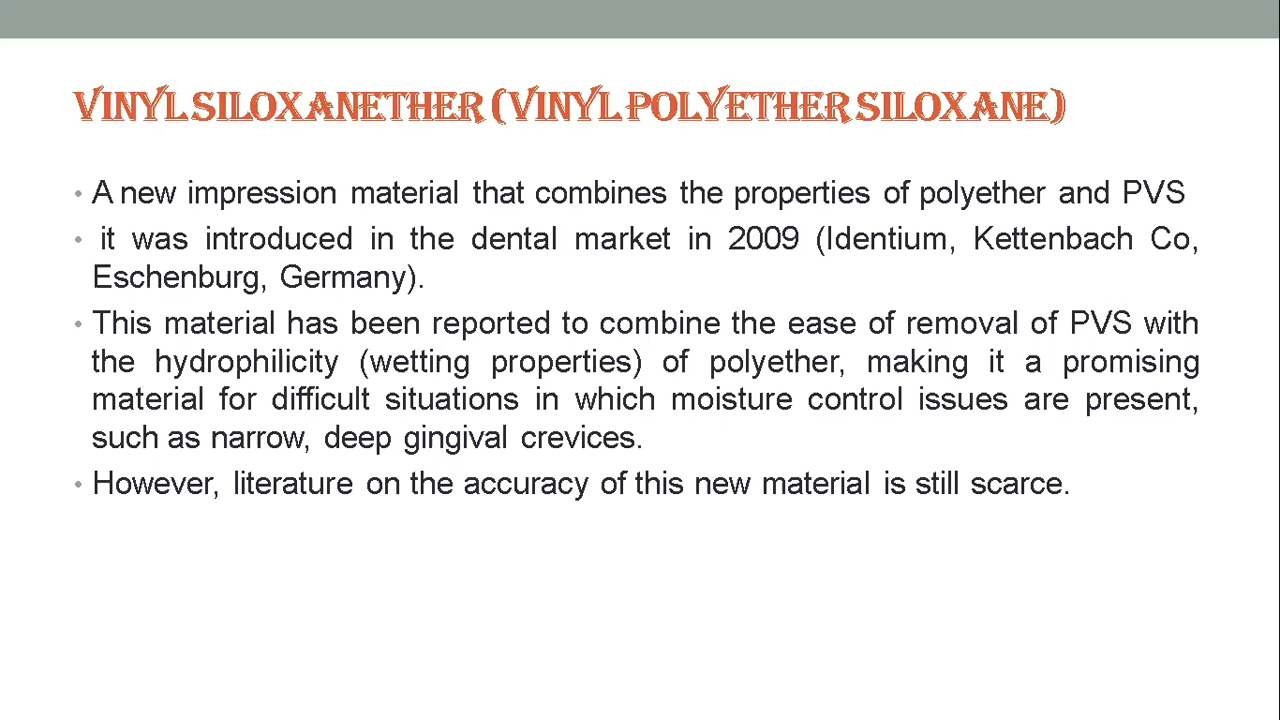 VINYL SILOXANETHER (VINYL POLYETHER SILOXANE)
• A new impression material that combines the properties of polyether and PVS
• it was introduced in the dental market in 2009 (Identium, Kettenbach Co,
Eschenburg, Germany).
• This material has been reported to combine the ease of removal of PVS with
the hydrophilicity (wetting properties) of polyether, making it a promising
material for difficult situations in which moisture control issues are present,
such as narrow, deep gingival crevices.
• However, literature on the accuracy of this new material is still scarce.